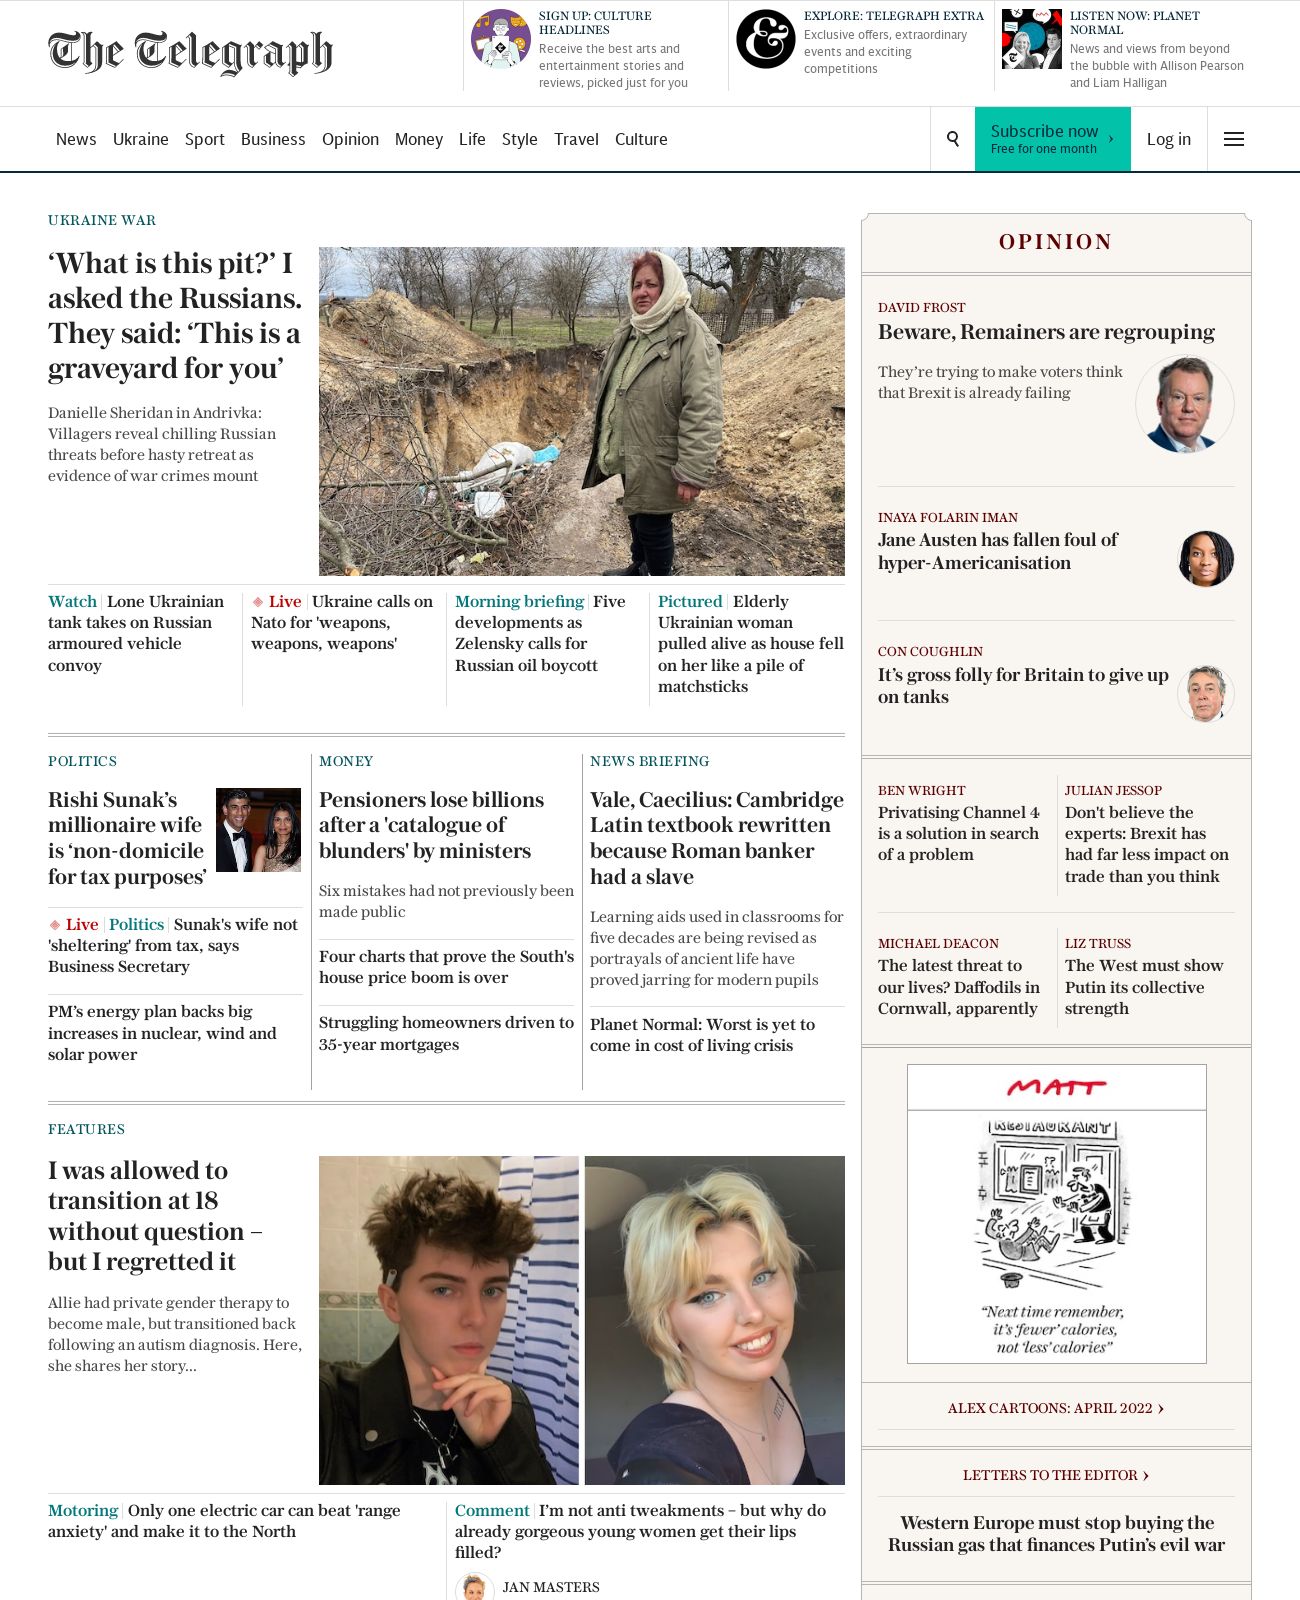 The Telegraph
SIGN UP: CULTURE
HEADLINES
Receive the best arts and
entertainment stories and
reviews, picked just for you
EXPLORE: TELEGRAPH EXTRA
Exclusive offers, extraordinary
events and exciting
competitions
LISTEN NOW: PLANET
NORMAL
News and views from beyond
the bubble with Allison Pearson
and Liam Halligan
News Ukraine Sport Business Opinion Money Life Style Travel Culture
Subscribe now
Free for one month
Log in
UKRAINE WAR
‘What is this pit?’ I
asked the Russians.
They said: ‘This is a
graveyard for you’
Danielle Sheridan in Andrivka:
Villagers reveal chilling Russian
threats before hasty retreat as
evidence of war crimes mount
Watch Lone Ukrainian
tank takes on Russian
armoured vehicle
convoy
Live Ukraine calls on
Nato for 'weapons,
weapons, weapons'
Morning briefing Five
developments as
Zelensky calls for
Russian oil boycott
Pictured Elderly
Ukrainian woman
pulled alive as house fell
on her like a pile of
matchsticks
POLITICS
Rishi Sunak’s
millionaire wife
is ‘non-domicile
for tax purposes’
Live Politics Sunak's wife not
'sheltering' from tax, says
Business Secretary
PM’s energy plan backs big
increases in nuclear, wind and
solar power
MONEY
Pensioners lose billions
after a 'catalogue of
blunders' by ministers
Six mistakes had not previously been
made public
Four charts that prove the South's
house price boom is over
Struggling homeowners driven to
35-year mortgages
NEWS BRIEFING
Vale, Caecilius: Cambridge
Latin textbook rewritten
because Roman banker
had a slave
Learning aids used in classrooms for
five decades are being revised as
portrayals of ancient life have
proved jarring for modern pupils
Planet Normal: Worst is yet to
come in cost of living crisis
FEATURES
I was allowed to
transition at 18
without question –
but I regretted it
Allie had private gender therapy to
become male, but transitioned back
following an autism diagnosis. Here,
she shares her story...
Motoring Only one electric car can beat 'range
anxiety' and make it to the North
Comment I’m not anti tweakments – but why do
already gorgeous young women get their lips
filled?
JAN MASTERS
OPINION
DAVID FROST
Beware, Remainers are regrouping
They’re trying to make voters think
that Brexit is already failing
INAYA FOLARIN IMAN
Jane Austen has fallen foul of
hyper-Americanisation
CON COUGHLIN
It’s gross folly for Britain to give up
on tanks
BEN WRIGHT
Privatising Channel 4
is a solution in search
of a problem
JULIAN JESSOP
Don't believe the
experts: Brexit has
had far less impact on
trade than you think
MICHAEL DEACON
The latest threat to
our lives? Daffodils in
Cornwall, apparently
LIZ TRUSS
The West must show
Putin its collective
strength
MATT
RESTAURANT
“Next time remember,
it’s ‘fewer’ calories,
not ‘less’ calories”
ALEX CARTOONS: APRIL 2022
LETTERS TO THE EDITOR
Western Europe must stop buying the
Russian gas that finances Putin’s evil war